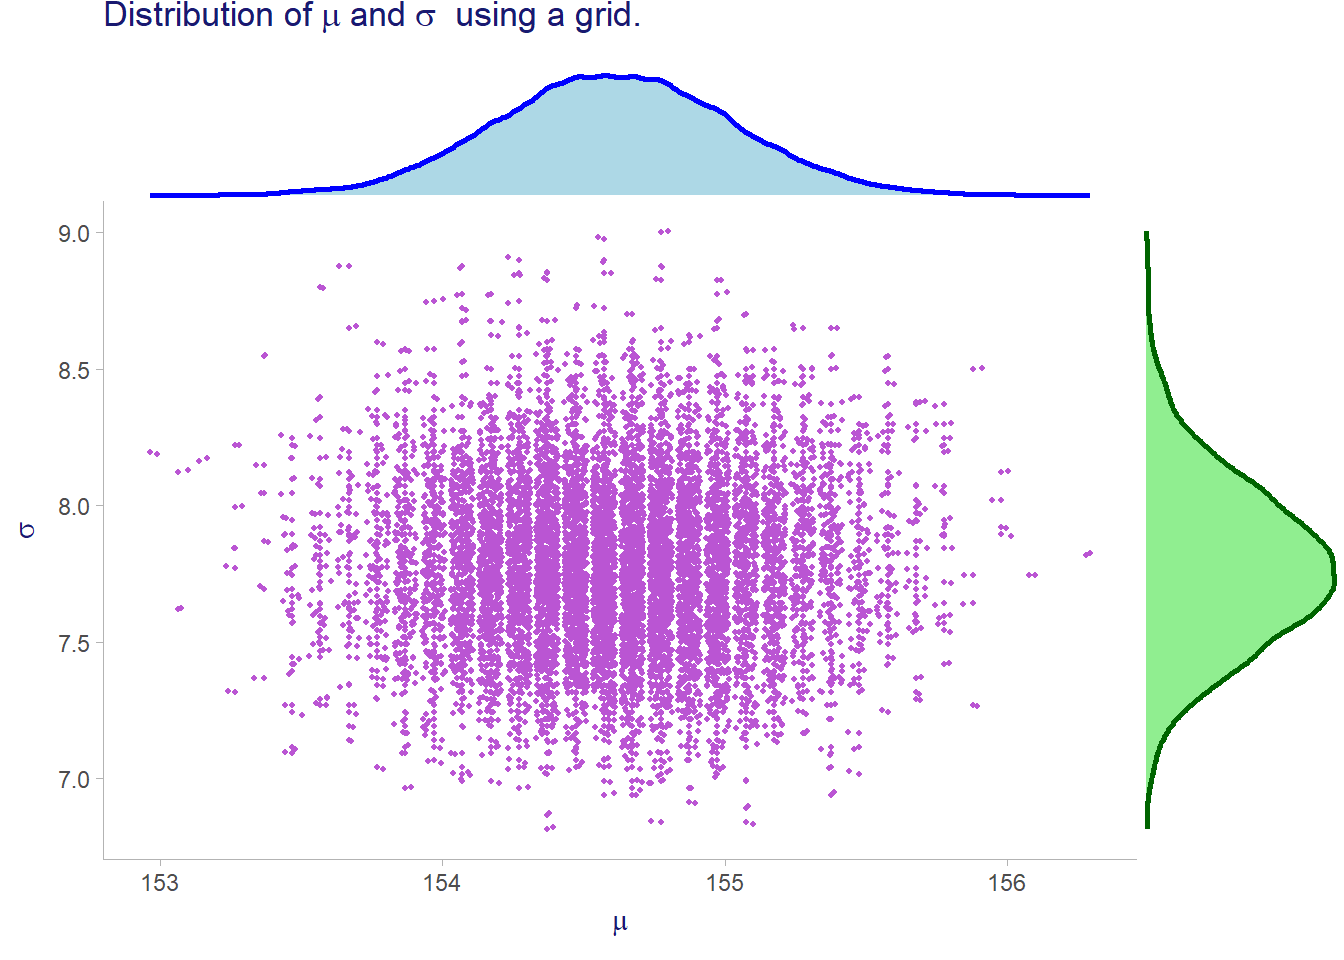 Distribution of μ and σ using a grid.
9.0
8.5
8.0
7.5
7.0
σ
153 154 155 156
μ